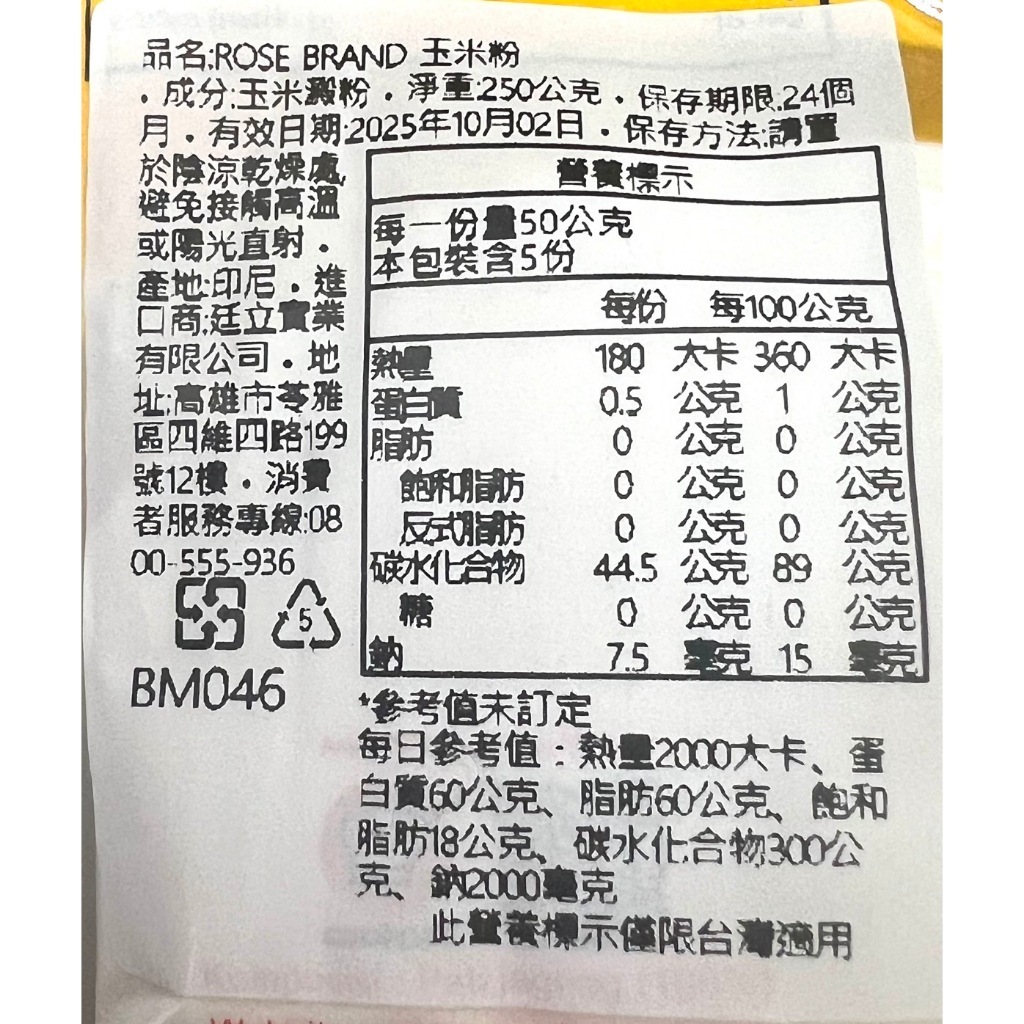 品名:ROSE BRAND 玉米粉
．成分:玉米澱粉．淨重:250公克．保存期限:24個
月．有效日期:2025年10月02日．保存方法:請置
於陰涼乾燥處,
避免接觸高溫
或陽光直射．
產地:印尼．進
口商:廷立實業
有限公司．地
址:高雄市苓雅
區四維四路199
號12樓．消費
者服務專線:08
00-555-936
5
BM046
營養標示
每一份量50公克
本包裝含5份
每份 每100公克
熱量 180 大卡 360 大卡
蛋白質 0.5 公克 1 公克
脂肪 0 公克 0 公克
飽和脂肪 0 公克 0 公克
反式脂肪 0 公克 0 公克
碳水化合物 44.5 公克 89 公克
糖 0 公克 0 公克
鈉 7.5 毫克 15 毫克
*參考值未訂定
每日參考值：熱量2000大卡、蛋
白質60公克、脂肪60公克、飽和
脂肪18公克、碳水化合物300公
克、鈉2000毫克
此營養標示僅限台灣適用